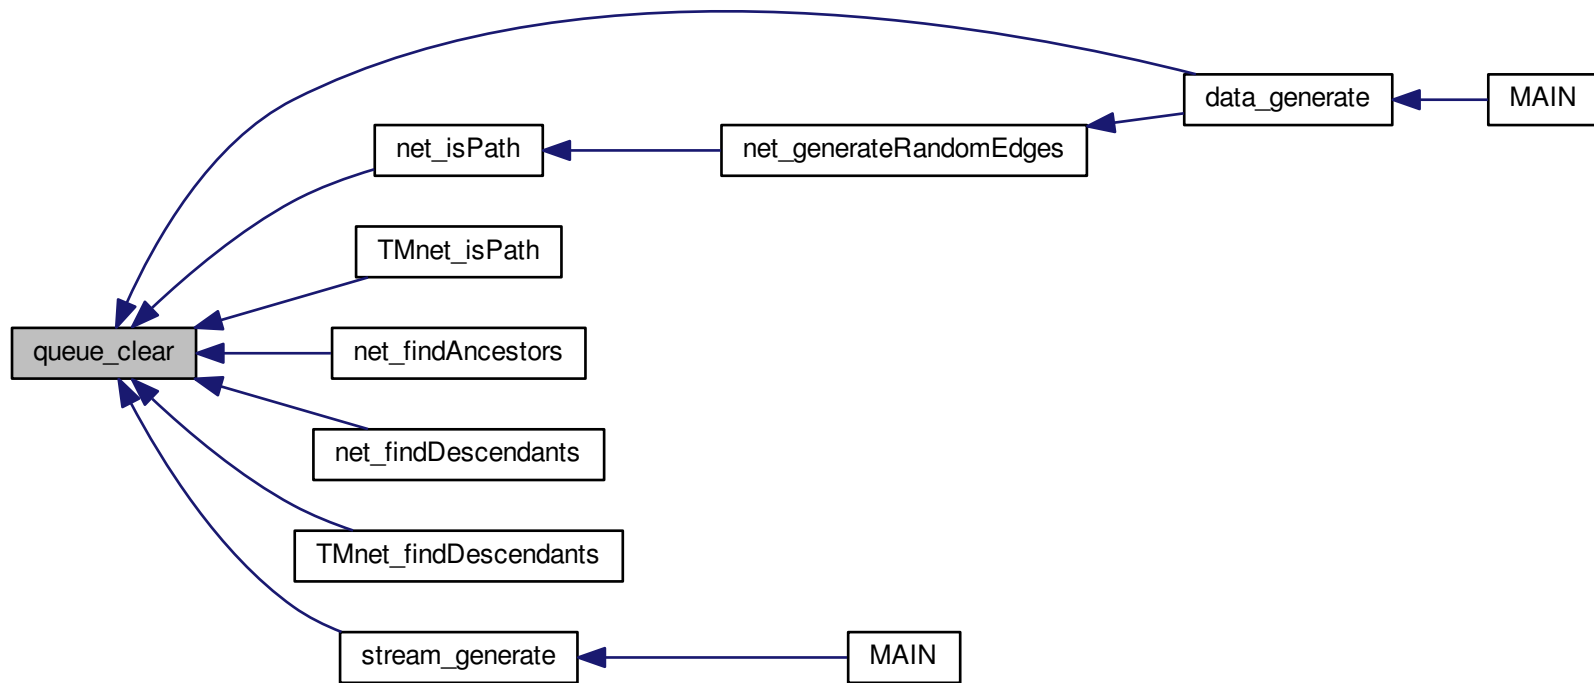 data_generate
MAIN
net_isPath
net_generateRandomEdges
TMnet_isPath
queue_clear
net_findAncestors
net_findDescendants
TMnet_findDescendants
stream_generate
MAIN